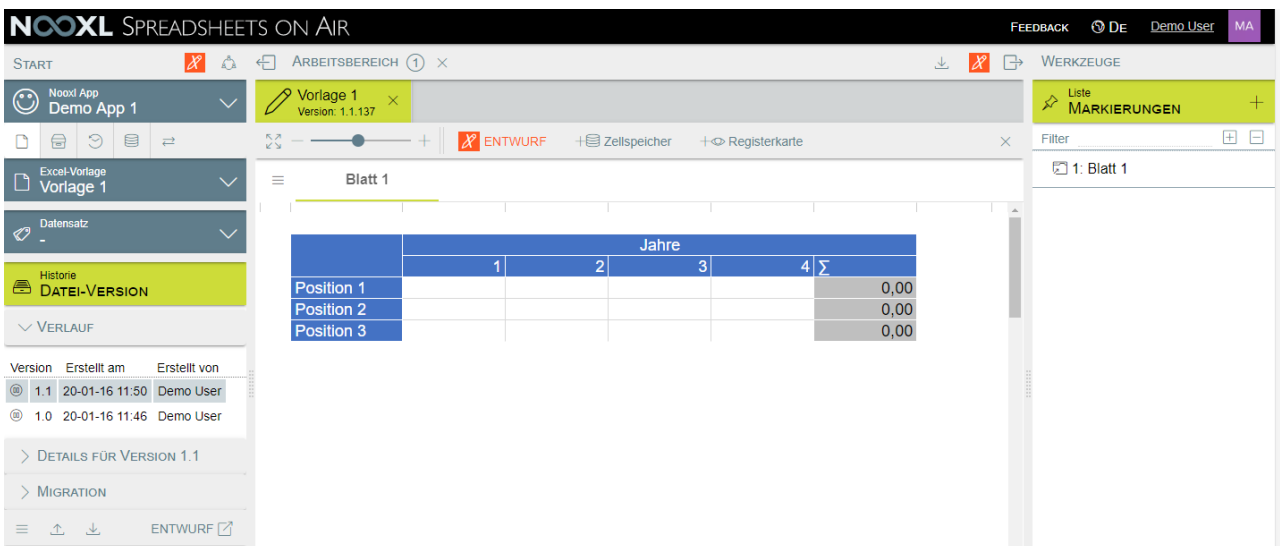 NOOXL SPREADSHEETS ON AIR
FEEDBACK DE Demo User MA
START
ARBEITSBEREICH 1
WERKZEUGE
Nooxl App
Demo App 1
Vorlage 1
Version: 1.1.137
Liste
MARKIERUNGEN
ENTWURF Zellspeicher Registerkarte
Filter
Excel-Vorlage
Vorlage 1
Blatt 1
1: Blatt 1
Datensatz
-
Jahre
1 2 3 4 ∑
Position 1 0,00
Position 2 0,00
Position 3 0,00
Historie
DATEI-VERSION
VERLAUF
Version Erstellt am Erstellt von
1.1 20-01-16 11:50 Demo User
1.0 20-01-16 11:46 Demo User
DETAILS FÜR VERSION 1.1
MIGRATION
ENTWURF